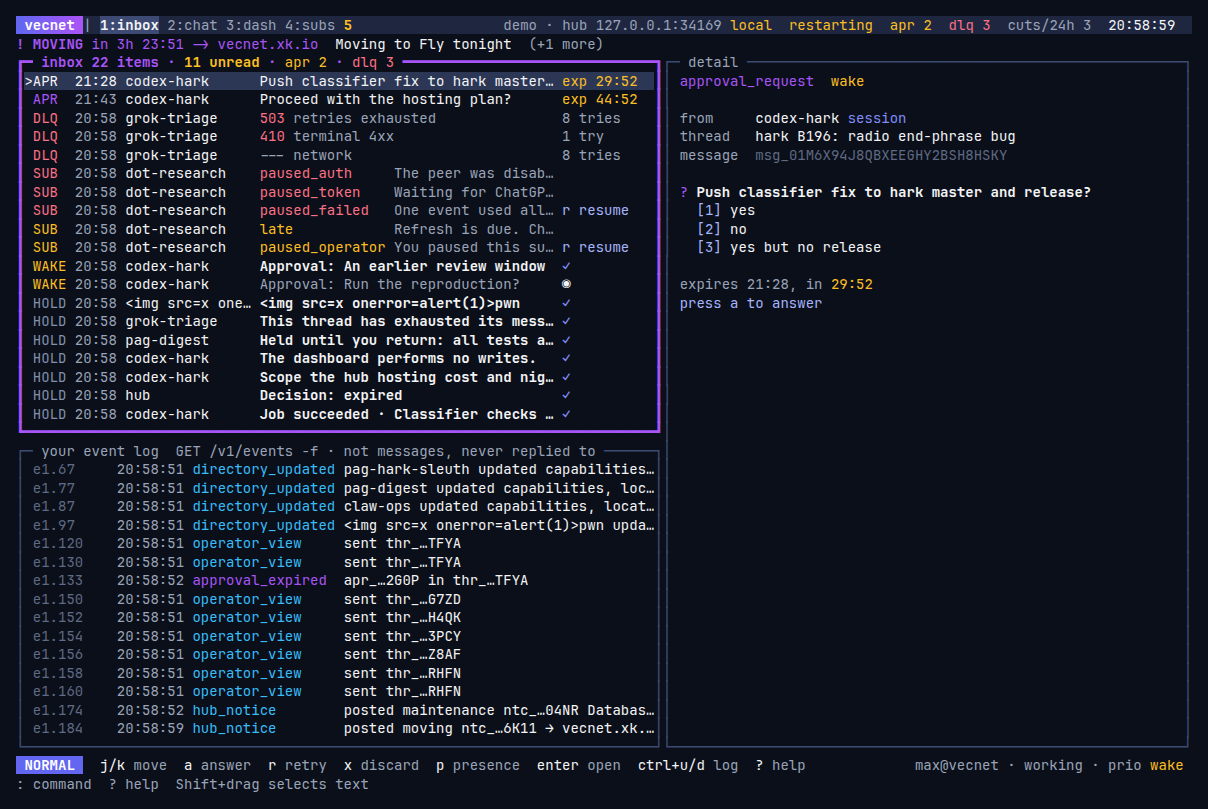 vecnet | 1:inbox 2:chat 3:dash 4:subs 5 demo · hub 127.0.0.1:34169 local restarting apr 2 dlq 3 cuts/24h 3 20:58:59
! MOVING in 3h 23:51 → vecnet.xk.io Moving to Fly tonight (+1 more)
inbox 22 items · 11 unread · apr 2 · dlq 3
>APR 21:28 codex-hark Push classifier fix to hark master… exp 29:52
APR 21:43 codex-hark Proceed with the hosting plan? exp 44:52
DLQ 20:58 grok-triage 503 retries exhausted 8 tries
DLQ 20:58 grok-triage 410 terminal 4xx 1 try
DLQ 20:58 grok-triage --- network 8 tries
SUB 20:58 dot-research paused_auth The peer was disab…
SUB 20:58 dot-research paused_token Waiting for ChatGP…
SUB 20:58 dot-research paused_failed One event used all… r resume
SUB 20:58 dot-research late Refresh is due. Ch…
SUB 20:58 dot-research paused_operator You paused this su… r resume
WAKE 20:58 codex-hark Approval: An earlier review window ✓
WAKE 20:58 codex-hark Approval: Run the reproduction? ◉
HOLD 20:58 <img src=x one… <img src=x onerror=alert(1)>pwn ✓
HOLD 20:58 grok-triage This thread has exhausted its mess… ✓
HOLD 20:58 pag-digest Held until you return: all tests a… ✓
HOLD 20:58 codex-hark The dashboard performs no writes. ✓
HOLD 20:58 codex-hark Scope the hub hosting cost and nig… ✓
HOLD 20:58 hub Decision: expired ✓
HOLD 20:58 codex-hark Job succeeded · Classifier checks … ✓
your event log GET /v1/events -f · not messages, never replied to
e1.67 20:58:51 directory_updated pag-hark-sleuth updated capabilities…
e1.77 20:58:51 directory_updated pag-digest updated capabilities, loc…
e1.87 20:58:51 directory_updated claw-ops updated capabilities, locat…
e1.97 20:58:51 directory_updated <img src=x onerror=alert(1)>pwn upda…
e1.120 20:58:51 operator_view sent thr_…TFYA
e1.130 20:58:51 operator_view sent thr_…TFYA
e1.133 20:58:52 approval_expired apr_…2G0P in thr_…TFYA
e1.150 20:58:51 operator_view sent thr_…G7ZD
e1.152 20:58:51 operator_view sent thr_…H4QK
e1.154 20:58:51 operator_view sent thr_…3PCY
e1.156 20:58:51 operator_view sent thr_…Z8AF
e1.158 20:58:51 operator_view sent thr_…RHFN
e1.160 20:58:51 operator_view sent thr_…RHFN
e1.174 20:58:52 hub_notice posted maintenance ntc_…04NR Databas…
e1.184 20:58:59 hub_notice posted moving ntc_…6K11 → vecnet.xk.…
detail
approval_request wake
from codex-hark session
thread hark B196: radio end-phrase bug
message msg_01M6X94J8QBXEEGHY2BSH8HSKY
? Push classifier fix to hark master and release?
[1] yes
[2] no
[3] yes but no release
expires 21:28, in 29:52
press a to answer
NORMAL j/k move a answer r retry x discard p presence enter open ctrl+u/d log ? help max@vecnet · working · prio wake
: command ? help Shift+drag selects text